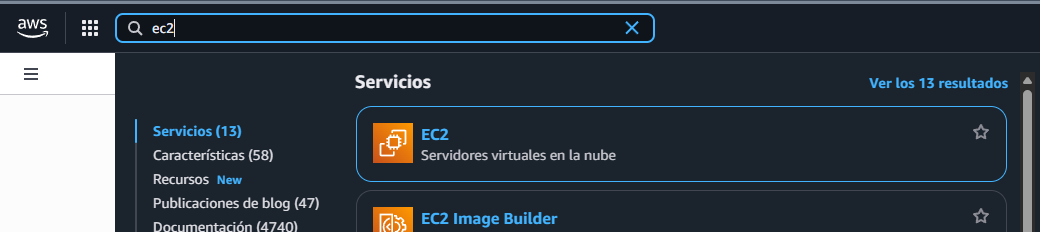 aws
ec2
Servicios
Ver los 13 resultados
Servicios (13)
Características (58)
Recursos New
Publicaciones de blog (47)
Documentación (4740)
EC2
Servidores virtuales en la nube
EC2 Image Builder